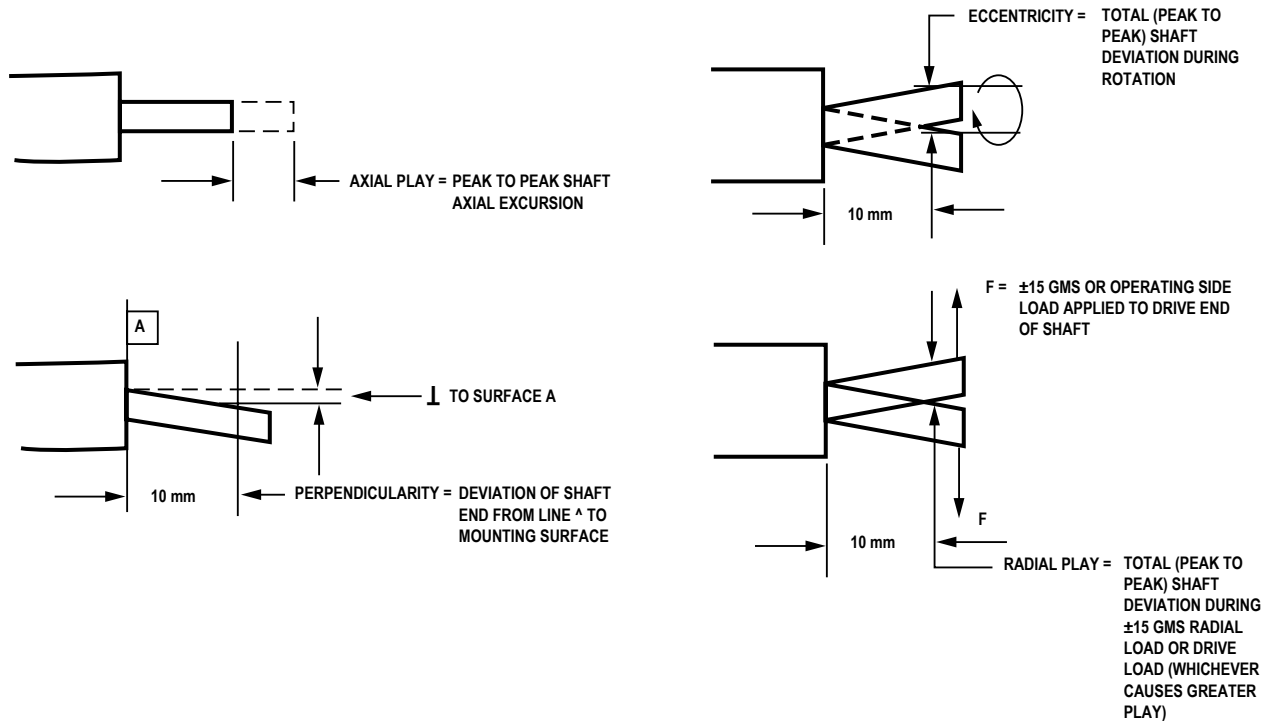 AXIAL PLAY = PEAK TO PEAK SHAFT
AXIAL EXCURSION
ECCENTRICITY = TOTAL (PEAK TO
PEAK) SHAFT
DEVIATION DURING
ROTATION
10 mm
A
⊥ TO SURFACE A
10 mm
PERPENDICULARITY = DEVIATION OF SHAFT
END FROM LINE ^ TO
MOUNTING SURFACE
F = ±15 GMS OR OPERATING SIDE
LOAD APPLIED TO DRIVE END
OF SHAFT
F
10 mm
RADIAL PLAY = TOTAL (PEAK TO
PEAK) SHAFT
DEVIATION DURING
±15 GMS RADIAL
LOAD OR DRIVE
LOAD (WHICHEVER
CAUSES GREATER
PLAY)